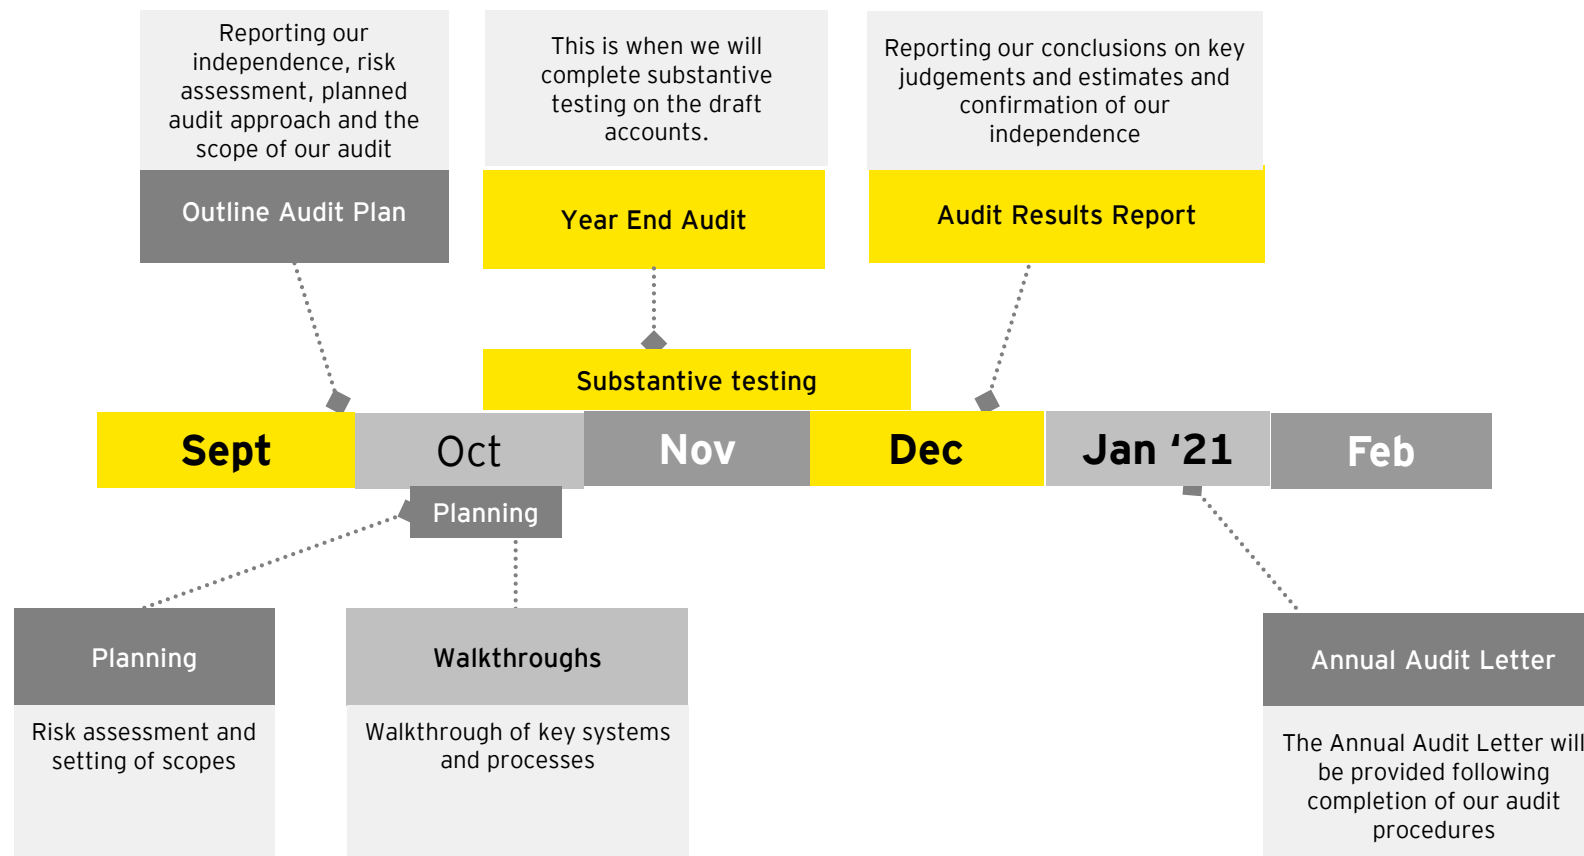 Reporting our
independence, risk
assessment, planned
audit approach and the
scope of our audit
Outline Audit Plan
This is when we will
complete substantive
testing on the draft
accounts.
Year End Audit
Reporting our conclusions on key
judgements and estimates and
confirmation of our
independence
Audit Results Report
Substantive testing
Sept
Oct
Nov
Dec
Jan ‘21
Feb
Planning
Planning
Risk assessment and
setting of scopes
Walkthroughs
Walkthrough of key systems
and processes
Annual Audit Letter
The Annual Audit Letter will
be provided following
completion of our audit
procedures